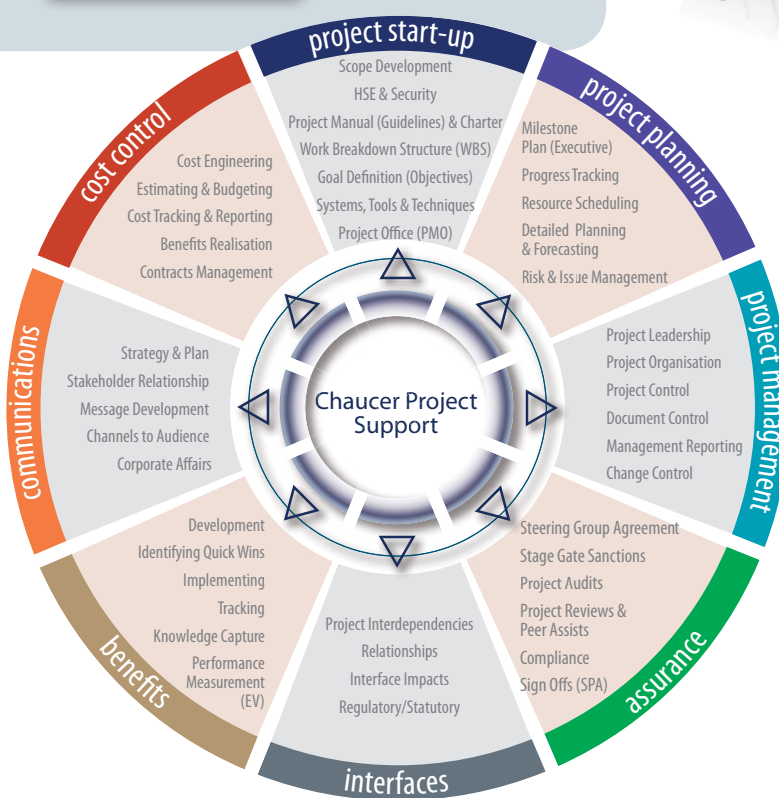 project start-up
Scope Development
HSE & Security
Project Manual (Guidelines) & Charter
Work Breakdown Structure (WBS)
Goal Definition (Objectives)
Systems, Tools & Techniques
Project Office (PMO)
project planning
Milestone
Plan (Executive)
Progress Tracking
Resource Scheduling
Detailed Planning
& Forecasting
Risk & Issue Management
project management
Project Leadership
Project Organisation
Project Control
Document Control
Management Reporting
Change Control
assurance
Steering Group Agreement
Stage Gate Sanctions
Project Audits
Project Reviews &
Peer Assists
Compliance
Sign Offs (SPA)
interfaces
Project Interdependencies
Relationships
Interface Impacts
Regulatory/Statutory
benefits
Development
Identifying Quick Wins
Implementing
Tracking
Knowledge Capture
Performance
Measurement
(EV)
communications
Strategy & Plan
Stakeholder Relationship
Message Development
Channels to Audience
Corporate Affairs
cost control
Cost Engineering
Estimating & Budgeting
Cost Tracking & Reporting
Benefits Realisation
Contracts Management
Chaucer Project
Support